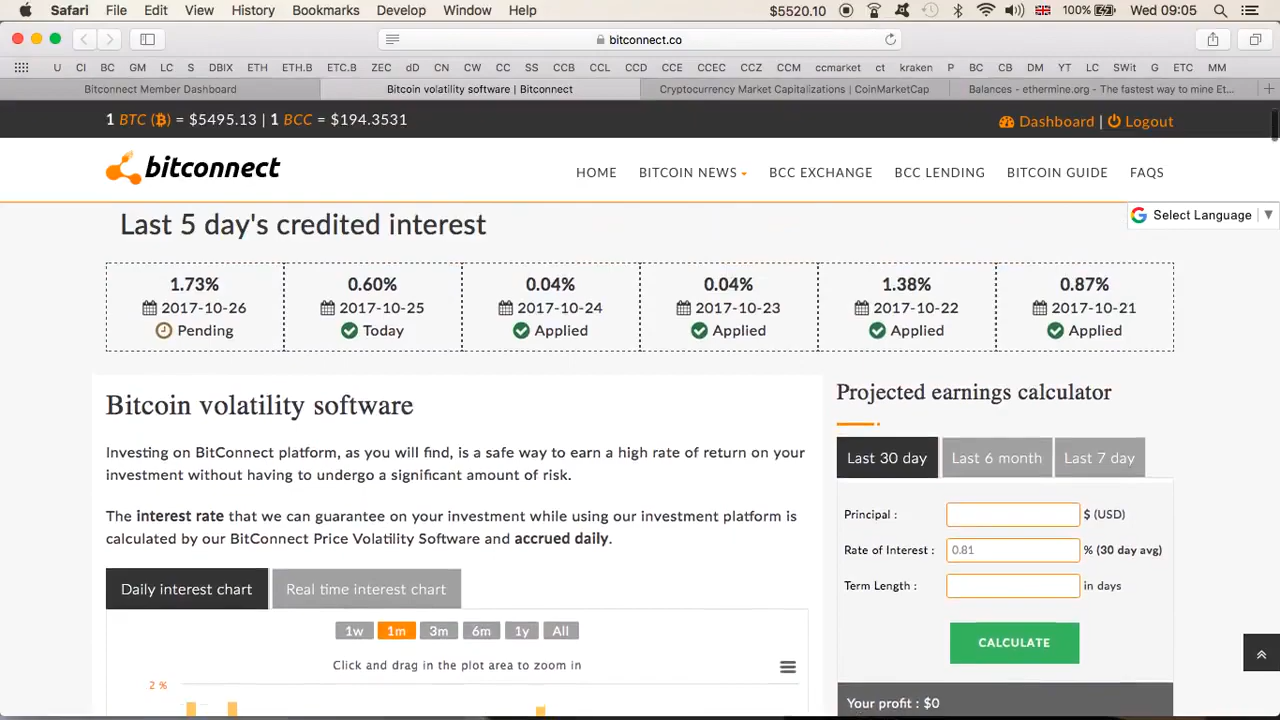 Safari File Edit View History Bookmarks Develop Window Help $5520.10 100% Wed 09:05
bitconnect.co
U CI BC GM LC S DBIX ETH ETH.B ETC.B ZEC dD CN CW CC SS CCB CCL CCD CCE CCEC CCZ CCM ccmarket ct kraken P BC CB DM YT LC SWit G ETC MM
Bitconnect Member Dashboard Bitcoin volatility software | Bitconnect Cryptocurrency Market Capitalizations | CoinMarketCap Balances - ethermine.org - The fastest way to mine Et...
1 BTC (₿) = $5495.13 | 1 BCC = $194.3531 Dashboard | Logout
bitconnect HOME BITCOIN NEWS BCC EXCHANGE BCC LENDING BITCOIN GUIDE FAQS
Last 5 day's credited interest
G Select Language ▼
1.73% 0.60% 0.04% 0.04% 1.38% 0.87%
2017-10-26 2017-10-25 2017-10-24 2017-10-23 2017-10-22 2017-10-21
Pending Today Applied Applied Applied Applied
Bitcoin volatility software
Investing on BitConnect platform, as you will find, is a safe way to earn a high rate of return on your
investment without having to undergo a significant amount of risk.
The interest rate that we can guarantee on your investment while using our investment platform is
calculated by our BitConnect Price Volatility Software and accrued daily.
Daily interest chart Real time interest chart
1w 1m 3m 6m 1y All
Click and drag in the plot area to zoom in
2 %
Projected earnings calculator
Last 30 day Last 6 month Last 7 day
Principal : $ (USD)
Rate of Interest : 0.81 % (30 day avg)
Term Length : in days
CALCULATE
Your profit : $0